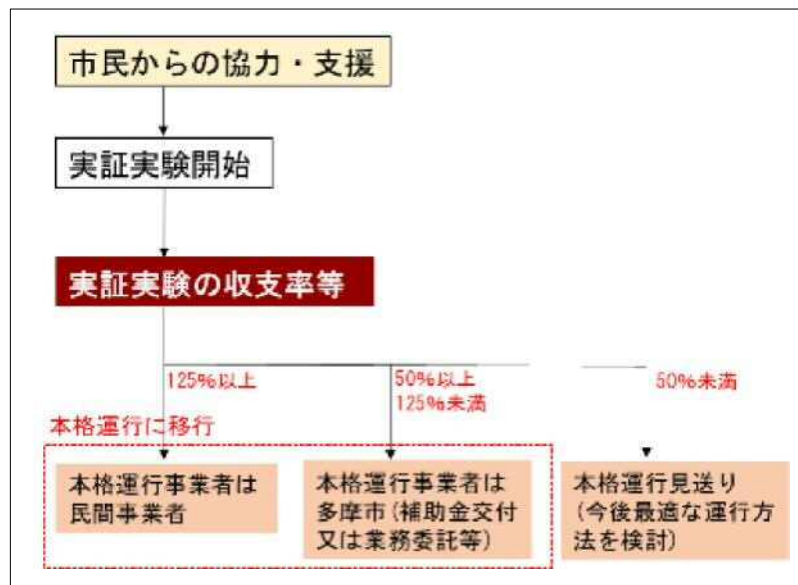 市民からの協力・支援
実証実験開始
実証実験の収支率等
125%以上
50%以上
125%未満
50%未満
本格運行に移行
本格運行事業者は
民間事業者
本格運行事業者は
多摩市(補助金交付
又は業務委託等)
本格運行見送り
(今後最適な運行方
法を検討)